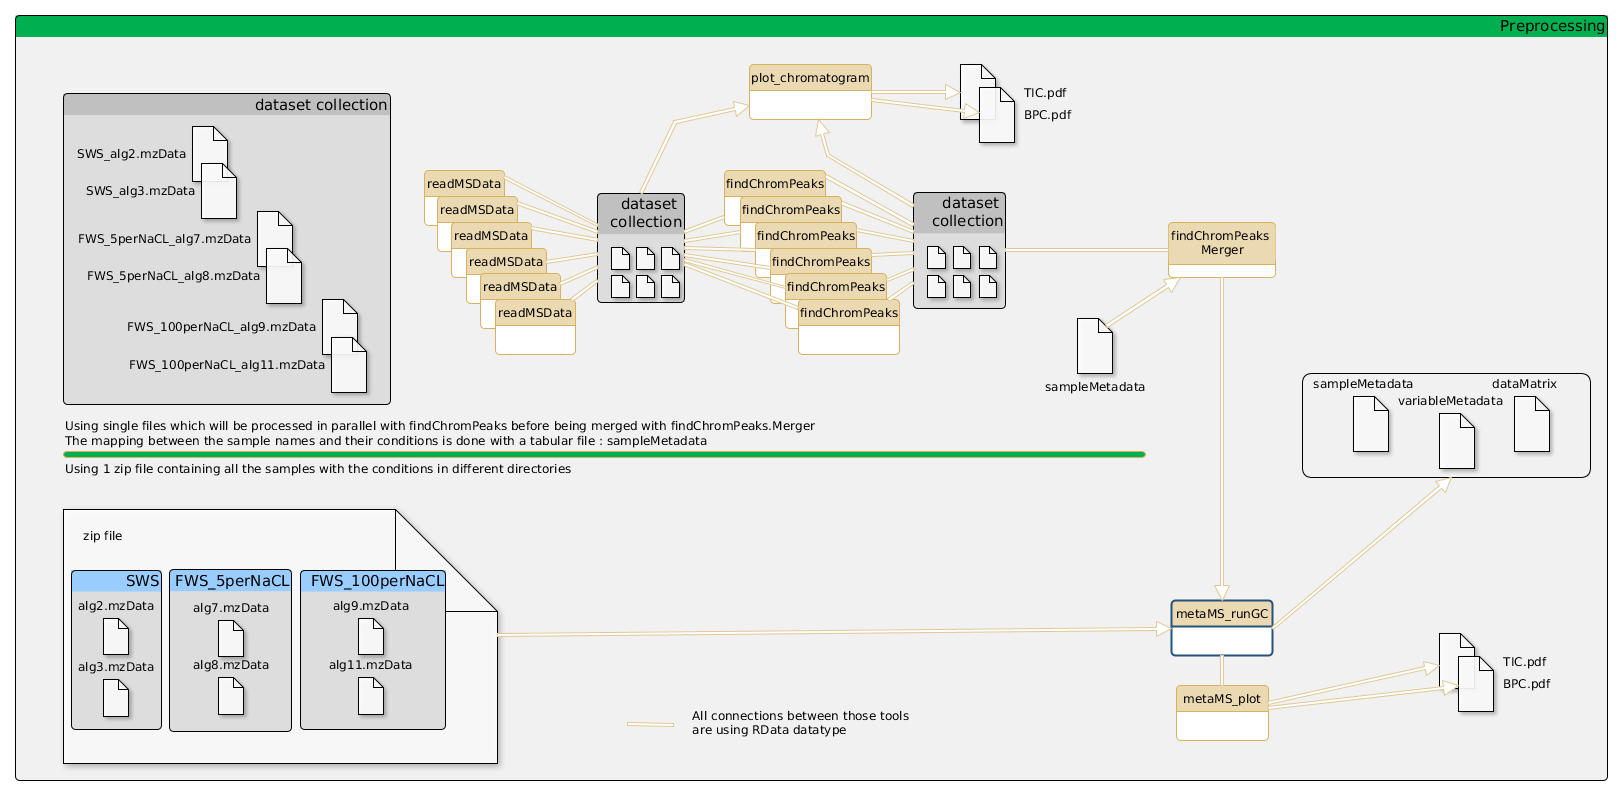 Preprocessing
dataset collection
SWS_alg2.mzData
SWS_alg3.mzData
FWS_5perNaCL_alg7.mzData
FWS_5perNaCL_alg8.mzData
FWS_100perNaCL_alg9.mzData
FWS_100perNaCL_alg11.mzData
readMSData
readMSData
readMSData
readMSData
readMSData
readMSData
dataset
collection
plot_chromatogram
TIC.pdf
BPC.pdf
findChromPeaks
findChromPeaks
findChromPeaks
findChromPeaks
findChromPeaks
findChromPeaks
dataset
collection
findChromPeaks
Merger
sampleMetadata
sampleMetadata
dataMatrix
variableMetadata
Using single files which will be processed in parallel with findChromPeaks before being merged with findChromPeaks.Merger
The mapping between the sample names and their conditions is done with a tabular file : sampleMetadata
Using 1 zip file containing all the samples with the conditions in different directories
zip file
SWS
alg2.mzData
alg3.mzData
FWS_5perNaCL
alg7.mzData
alg8.mzData
FWS_100perNaCL
alg9.mzData
alg11.mzData
metaMS_runGC
metaMS_plot
TIC.pdf
BPC.pdf
All connections between those tools
are using RData datatype